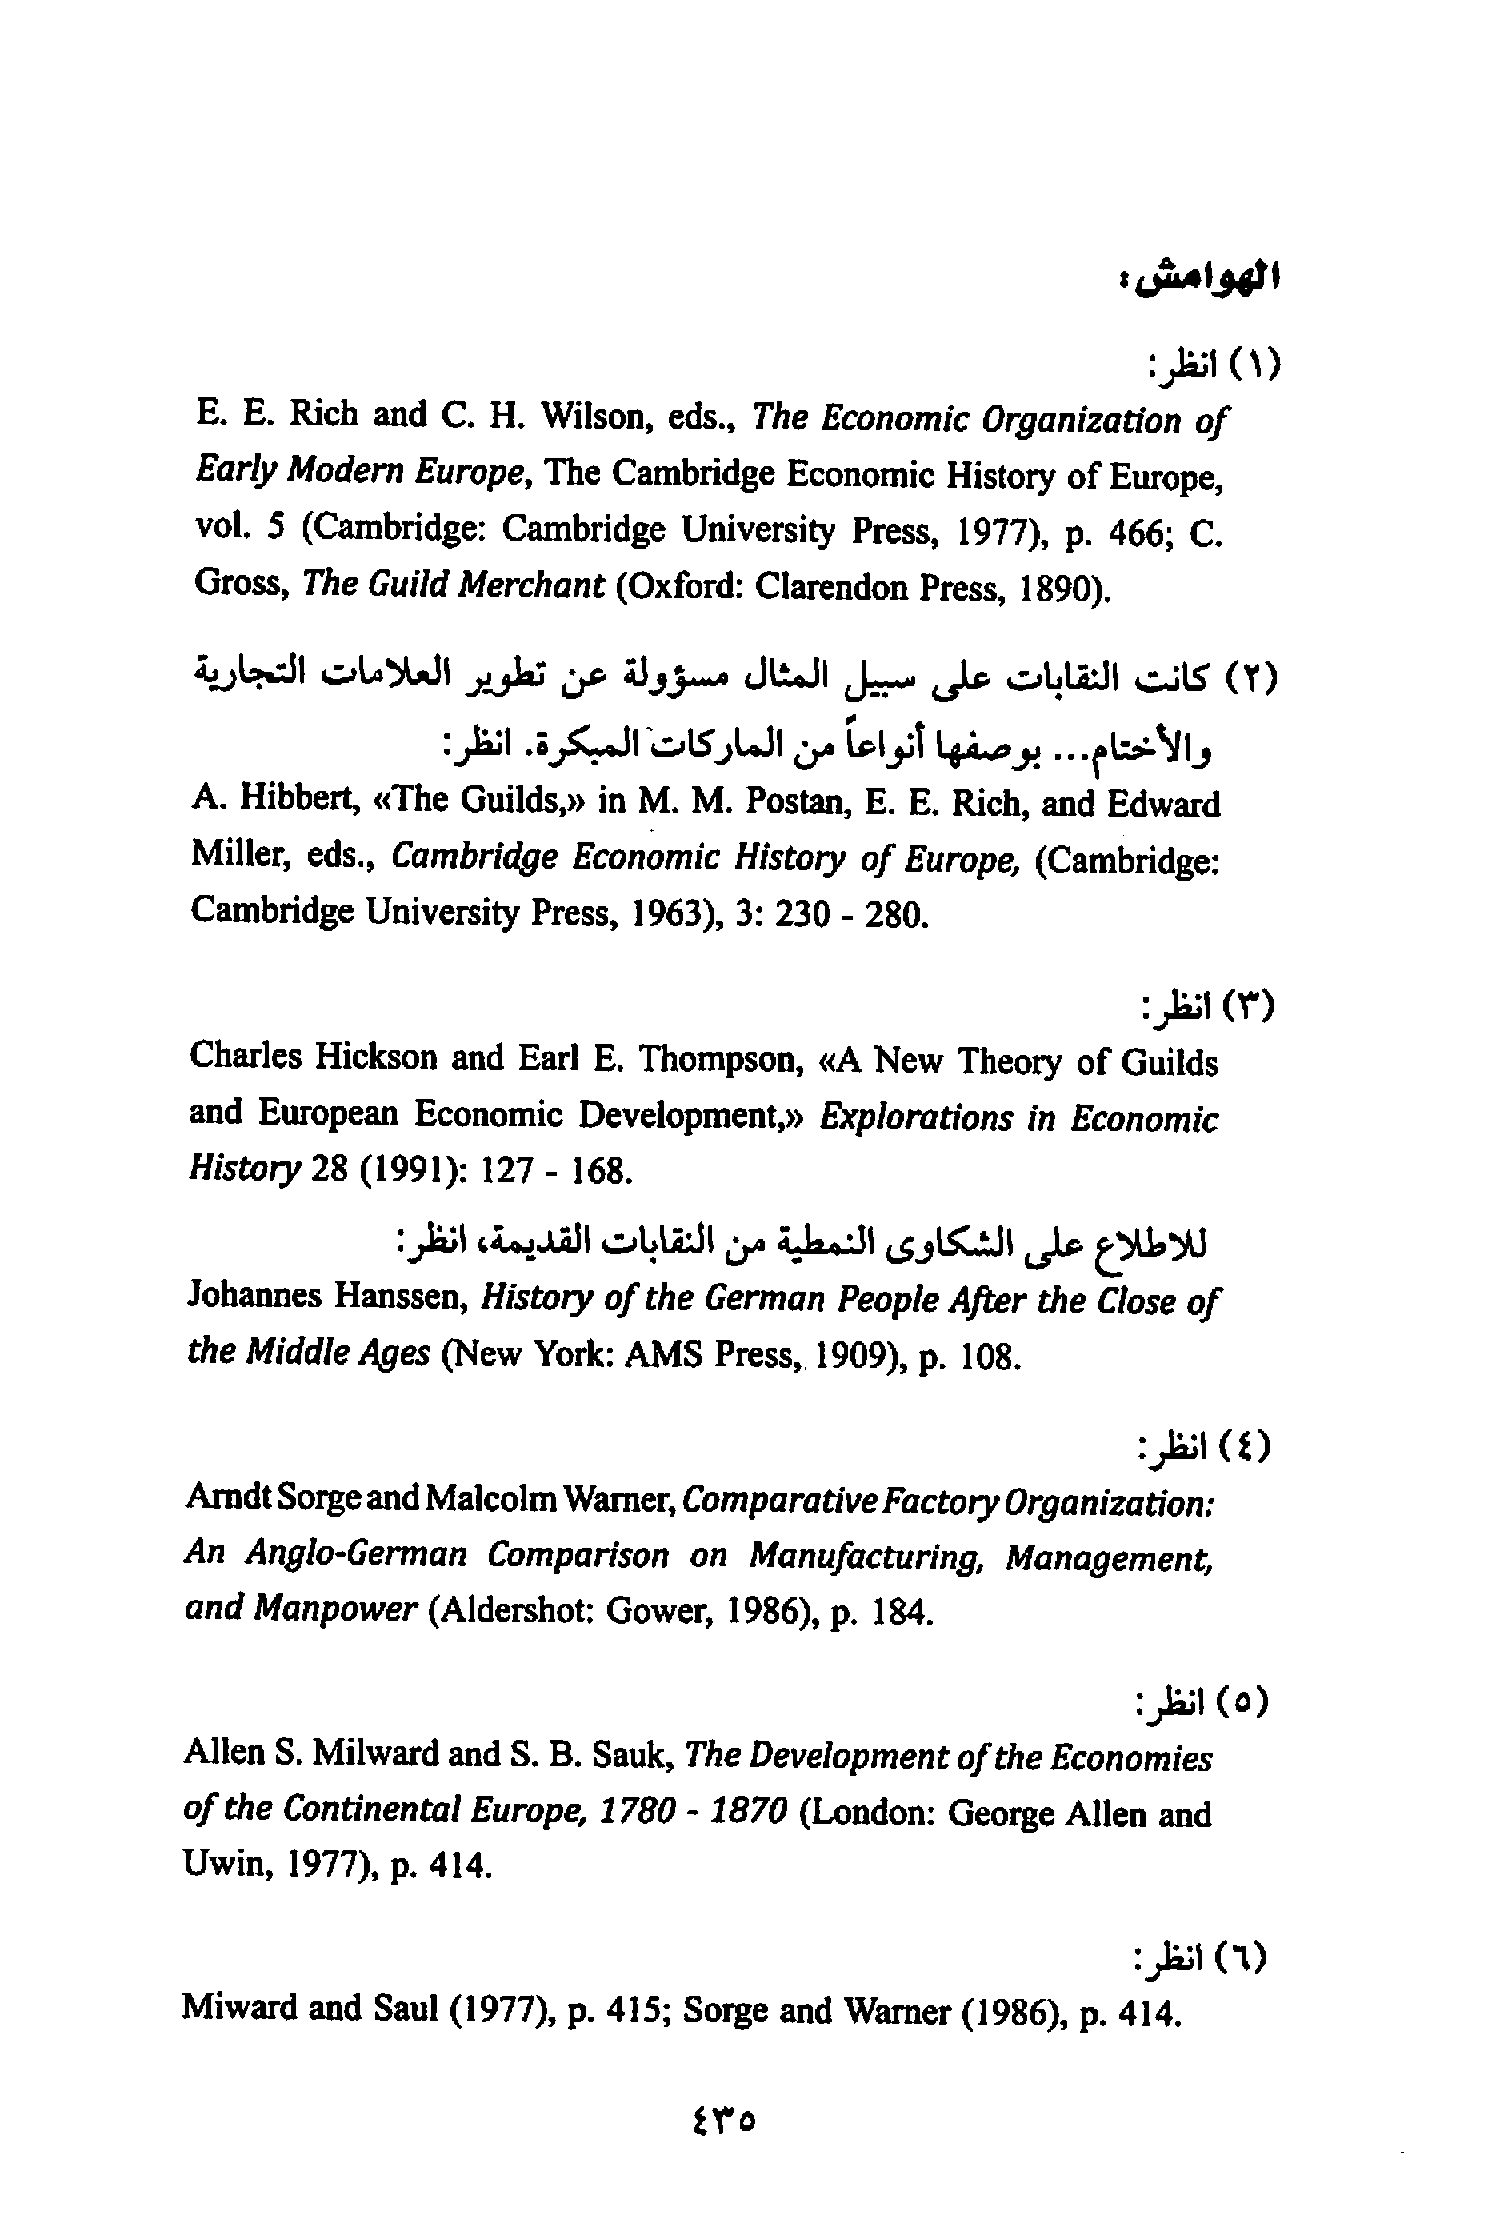 الهوامش:
(١) انظر:
E. E. Rich and C. H. Wilson, eds., The Economic Organization of
Early Modern Europe, The Cambridge Economic History of Europe,
vol. 5 (Cambridge: Cambridge University Press, 1977), p. 466; C.
Gross, The Guild Merchant (Oxford: Clarendon Press, 1890).
(٢) كانت النقابات على سبيل المثال مسؤولة عن تطوير العلامات التجارية
والأختام... بوصفها أنواعاً من الماركات المبكرة. انظر:
A. Hibbert, «The Guilds,» in M. M. Postan, E. E. Rich, and Edward
Miller, eds., Cambridge Economic History of Europe, (Cambridge:
Cambridge University Press, 1963), 3: 230 - 280.
(٣) انظر:
Charles Hickson and Earl E. Thompson, «A New Theory of Guilds
and European Economic Development,» Explorations in Economic
History 28 (1991): 127 - 168.
للاطلاع على الشكاوى النمطية من النقابات القديمة، انظر:
Johannes Hanssen, History of the German People After the Close of
the Middle Ages (New York: AMS Press, 1909), p. 108.
(٤) انظر:
Arndt Sorge and Malcolm Warner, Comparative Factory Organization:
An Anglo-German Comparison on Manufacturing, Management,
and Manpower (Aldershot: Gower, 1986), p. 184.
(٥) انظر:
Allen S. Milward and S. B. Sauk, The Development of the Economies
of the Continental Europe, 1780 - 1870 (London: George Allen and
Uwin, 1977), p. 414.
(٦) انظر:
Miward and Saul (1977), p. 415; Sorge and Warner (1986), p. 414.
٤٣٥